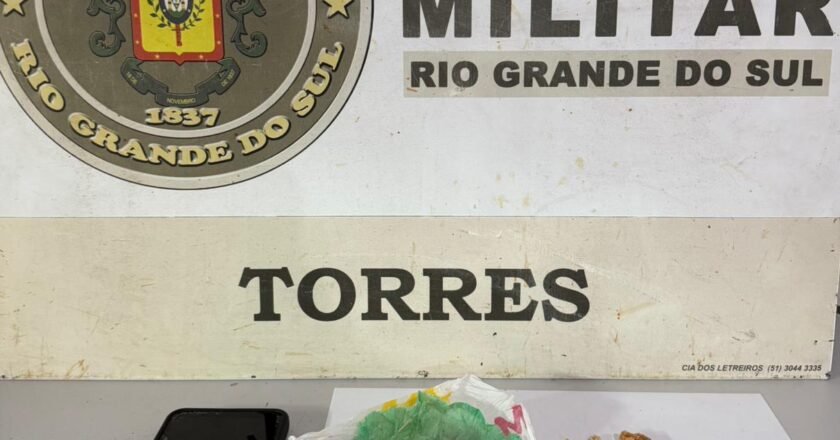 MILITAR
RIO GRANDE DO SUL
NOVEMBRO
1837
RIO GRANDE DO SUL
TORRES
CIA DOS LETREIROS (51) 3044 3335
M